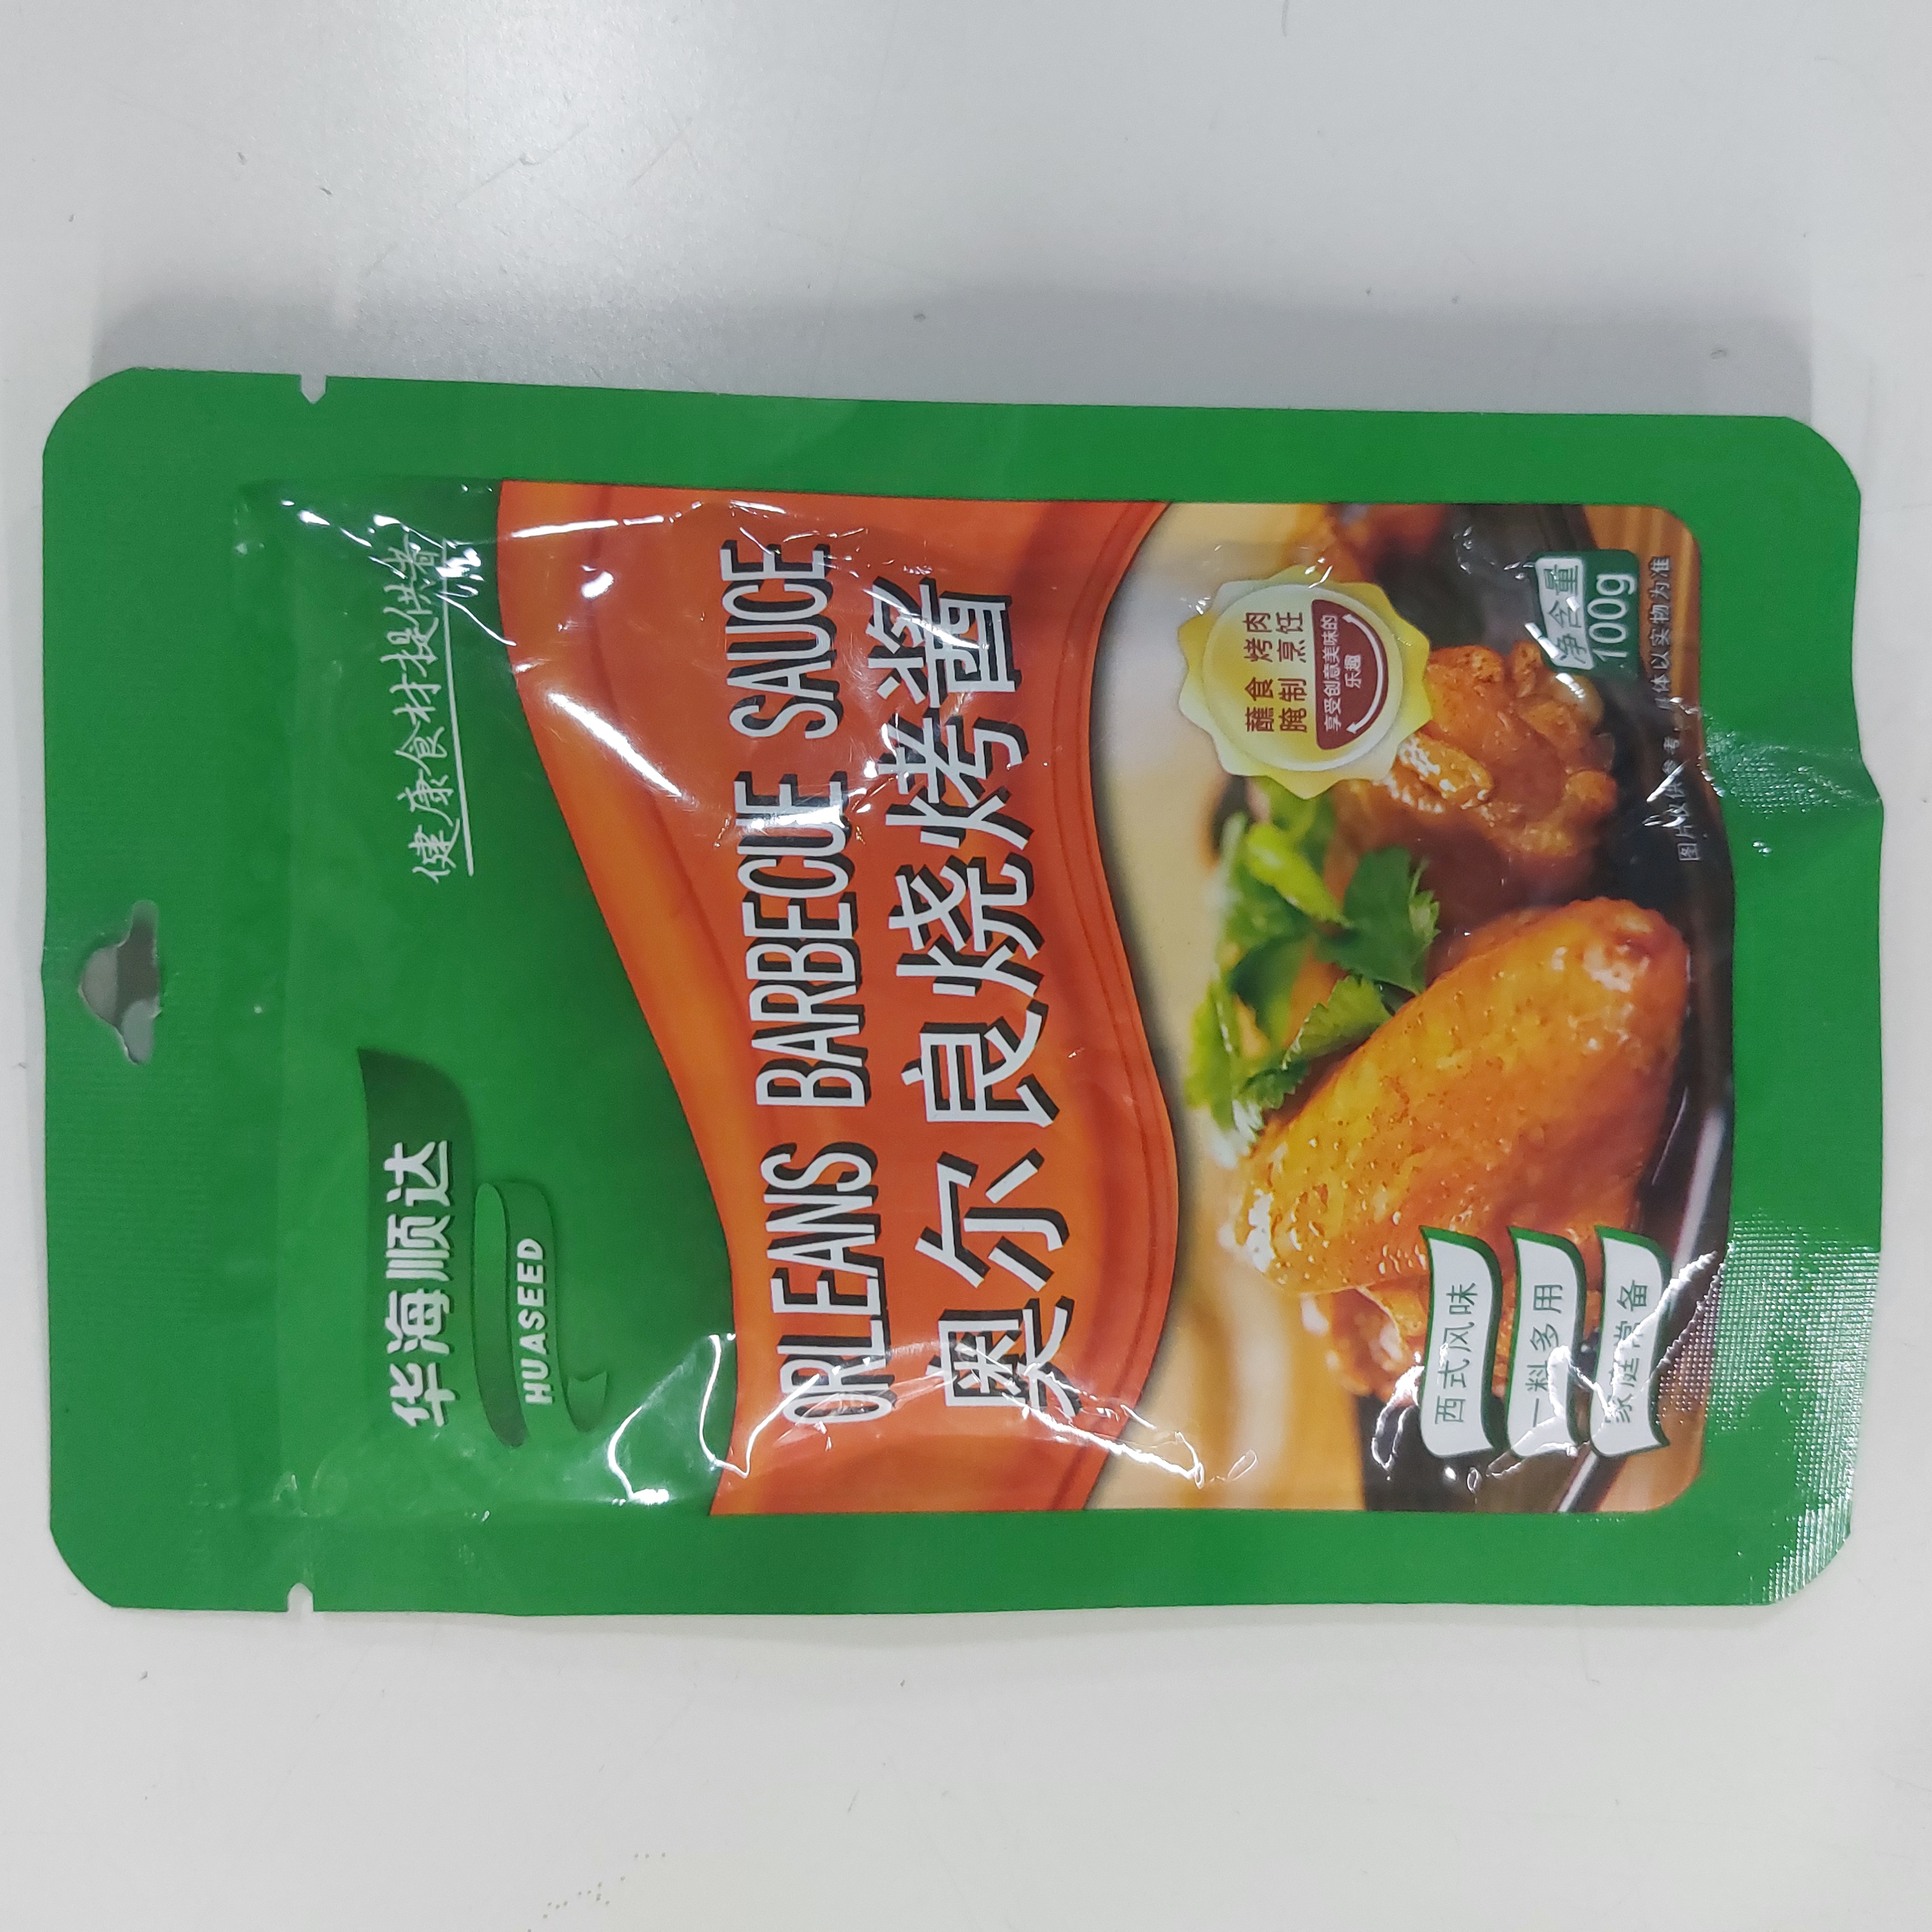 华海顺达
HUASEED
健康食材提供者
ORLEANS BARBECUE SAUCE
奥尔良烧烤酱
蘸食 烤肉
腌制 烹饪
享受创意美味的
乐趣
西式风味
一料多用
家庭常备
净含量
100g
图片仅供参考，具体以实物为准